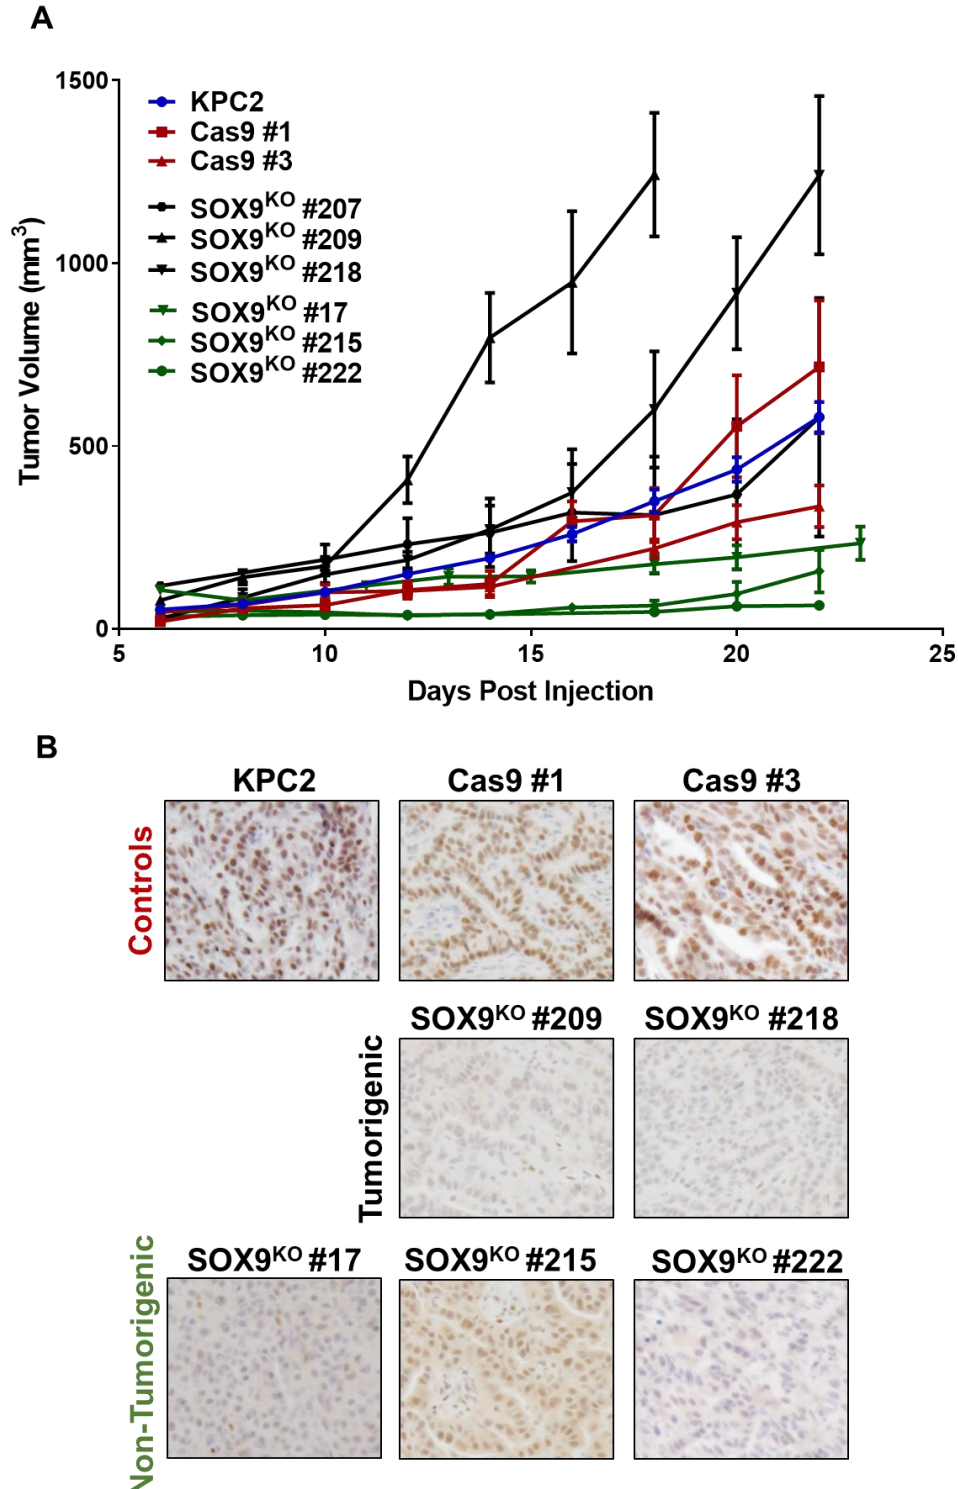 A
Tumor Volume (mm³)
1500
1000
500
0
KPC2
Cas9 #1
Cas9 #3
SOX9KO #207
SOX9KO #209
SOX9KO #218
SOX9KO #17
SOX9KO #215
SOX9KO #222
5 10 15 20 25
Days Post Injection
B
KPC2 Cas9 #1 Cas9 #3
Controls
SOX9KO #209 SOX9KO #218
Tumorigenic
SOX9KO #17 SOX9KO #215 SOX9KO #222
Non-Tumorigenic